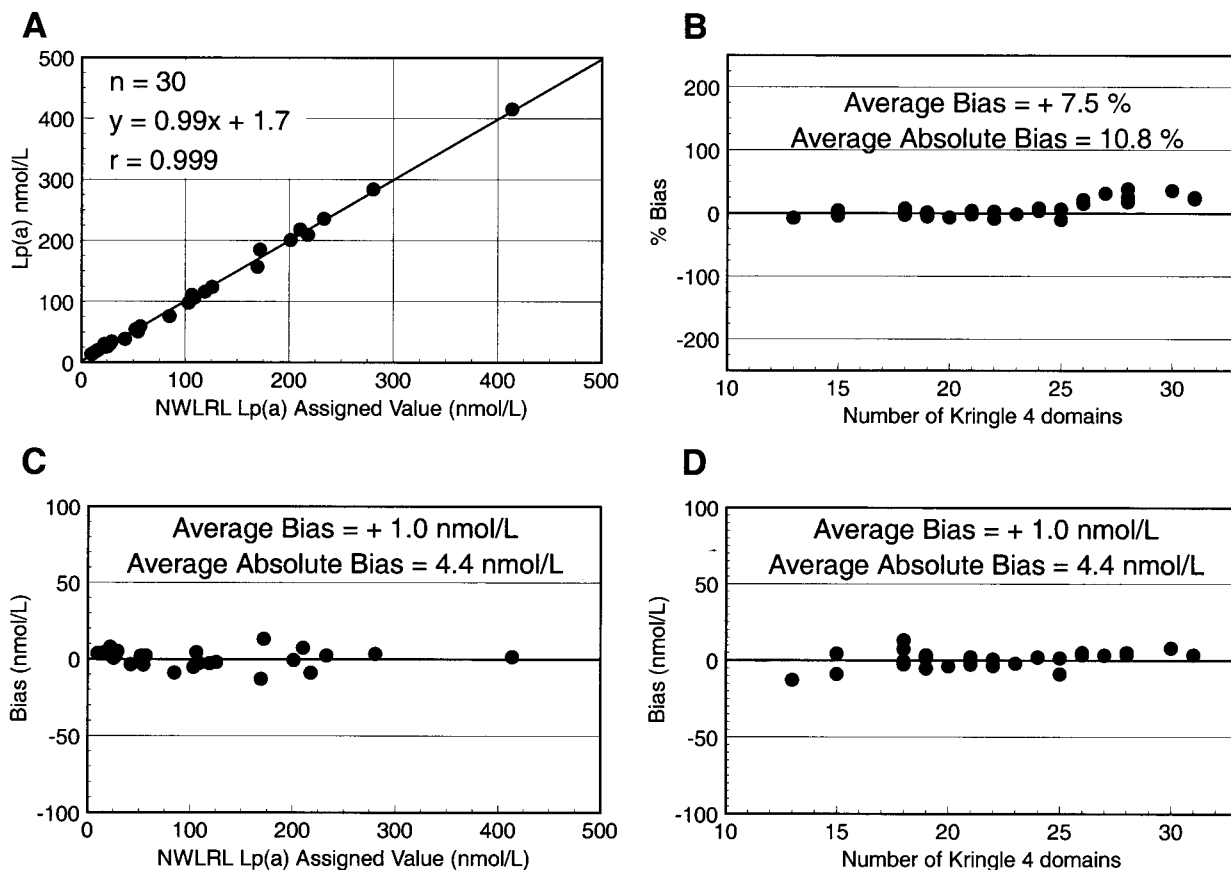 A
500
400
300
200
100
0
Lp(a) nmol/L
n = 30
y = 0.99x + 1.7
r = 0.999
0 100 200 300 400 500
NWLRL Lp(a) Assigned Value (nmol/L)
B
200
100
0
-100
-200
% Bias
Average Bias = + 7.5 %
Average Absolute Bias = 10.8 %
10 15 20 25 30
Number of Kringle 4 domains
C
100
50
0
-50
-100
Bias (nmol/L)
Average Bias = + 1.0 nmol/L
Average Absolute Bias = 4.4 nmol/L
0 100 200 300 400 500
NWLRL Lp(a) Assigned Value (nmol/L)
D
100
50
0
-50
-100
Bias (nmol/L)
Average Bias = + 1.0 nmol/L
Average Absolute Bias = 4.4 nmol/L
10 15 20 25 30
Number of Kringle 4 domains